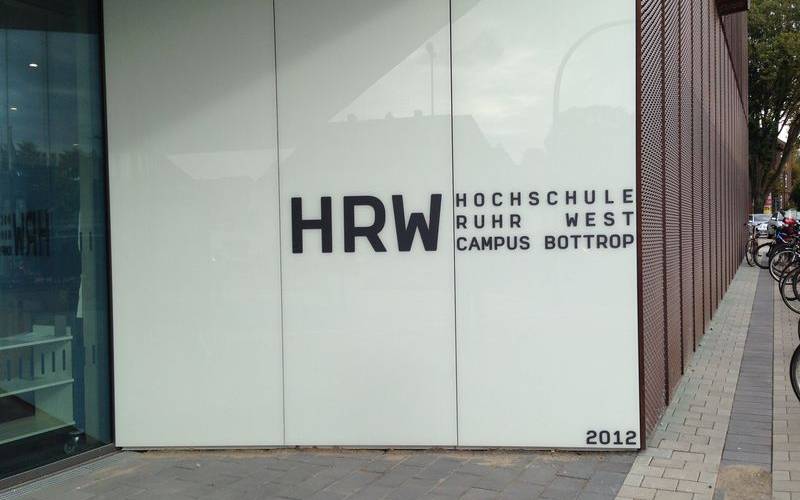 HRW
HOCHSCHULE
RUHR WEST
CAMPUS BOTTROP
2012